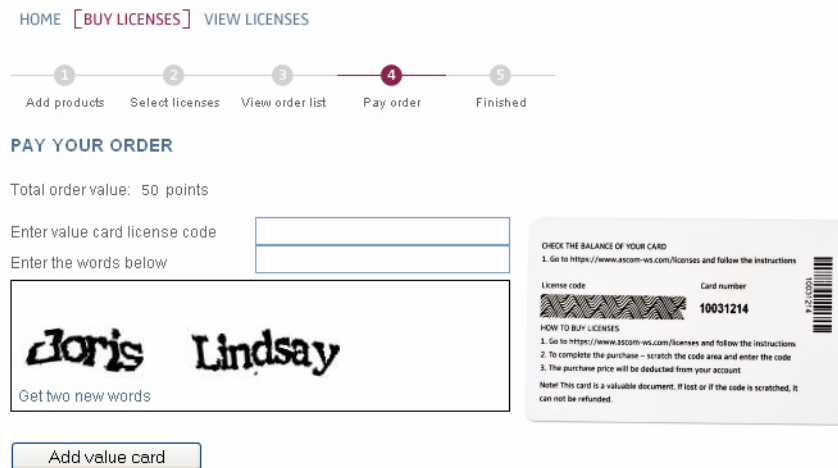 HOME [BUY LICENSES] VIEW LICENSES
1 2 3 4 5
Add products Select licenses View order list Pay order Finished
PAY YOUR ORDER
Total order value: 50 points
Enter value card license code
Enter the words below
Doris Lindsay
Get two new words
Add value card
CHECK THE BALANCE OF YOUR CARD
1. Go to https://www.ascom-ws.com/licenses and follow the instructions
License code Card number
10031214
10031214
HOW TO BUY LICENSES
1. Go to https://www.ascom-ws.com/licenses and follow the instructions
2. To complete the purchase – scratch the code area and enter the code
3. The purchase price will be deducted from your account
Note! This card is a valuable document. If lost or if the code is scratched, it
can not be refunded.